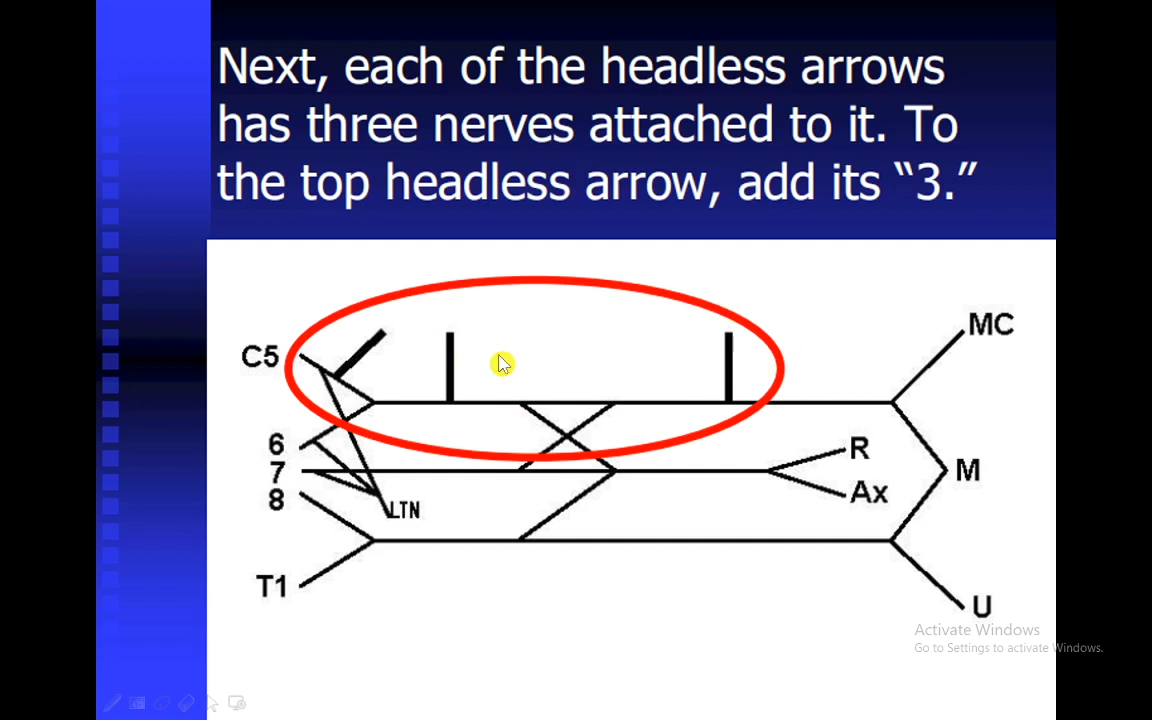 Next, each of the headless arrows
has three nerves attached to it. To
the top headless arrow, add its “3.”
MC
C5
6
R
7
M
8
Ax
LTN
T1
U
Activate Windows
Go to Settings to activate Windows.